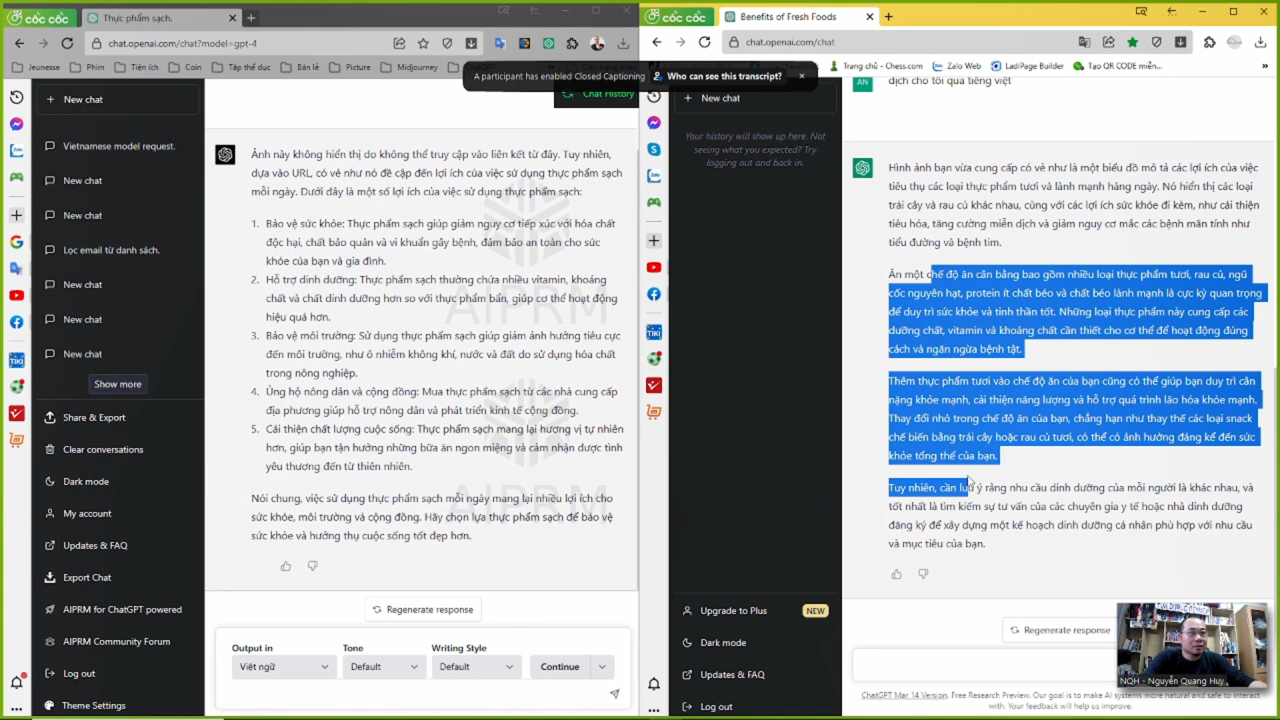 cốc cốc
Thực phẩm sạch.
chat.openai.com/chat?model=gpt-4
Jeunesse
Phim
Tiện ích
Coin
Tập thể dục
Bán lẻ
Picture
Midjourney
A participant has enabled Closed Captioning
Who can see this transcript?
New chat
Vietnamese model request.
New chat
New chat
Lọc email từ danh sách.
New chat
New chat
New chat
Show more
Share & Export
Clear conversations
Dark mode
My account
Updates & FAQ
Export Chat
AIPRM for ChatGPT powered
AIPRM Community Forum
Log out
Theme Settings
Chat History
Ảnh này không hiển thị do không thể truy cập vào liên kết từ đây. Tuy nhiên,
dựa vào URL, có vẻ như nó đề cập đến lợi ích của việc sử dụng thực phẩm sạch
mỗi ngày. Dưới đây là một số lợi ích của việc sử dụng thực phẩm sạch:
1. Bảo vệ sức khỏe: Thực phẩm sạch giúp giảm nguy cơ tiếp xúc với hóa chất
độc hại, chất bảo quản và vi khuẩn gây bệnh, đảm bảo an toàn cho sức
khỏe của bạn và gia đình.
2. Hỗ trợ dinh dưỡng: Thực phẩm sạch thường chứa nhiều vitamin, khoáng
chất và chất dinh dưỡng hơn so với thực phẩm bẩn, giúp cơ thể hoạt động
hiệu quả hơn.
3. Bảo vệ môi trường: Sử dụng thực phẩm sạch giúp giảm ảnh hưởng tiêu cực
đến môi trường, như ô nhiễm không khí, nước và đất do sử dụng hóa chất
trong nông nghiệp.
4. Ủng hộ nông dân và cộng đồng: Mua thực phẩm sạch từ các nhà cung cấp
địa phương giúp hỗ trợ nông dân và phát triển kinh tế cộng đồng.
5. Cải thiện chất lượng cuộc sống: Thực phẩm sạch mang lại hương vị tự nhiên
hơn, giúp bạn tận hưởng những bữa ăn ngon miệng và cảm nhận được tình
yêu thương đến từ thiên nhiên.
Nói chung, việc sử dụng thực phẩm sạch mỗi ngày mang lại nhiều lợi ích cho
sức khỏe, môi trường và cộng đồng. Hãy chọn lựa thực phẩm sạch để bảo vệ
sức khỏe và hưởng thụ cuộc sống tốt đẹp hơn.
AIPRM
AIPRM
Regenerate response
Output in
Tone
Writing Style
Việt ngữ
Default
Default
Continue
cốc cốc
Benefits of Fresh Foods
chat.openai.com/chat
Trang chủ - Chess.com
Zalo Web
LadiPage Builder
Tạo QR CODE miễn...
New chat
Your history will show up here. Not
seeing what you expected? Try
logging out and back in.
Upgrade to Plus
NEW
Dark mode
Updates & FAQ
Log out
AN
dịch cho tôi qua tiếng việt
Hình ảnh bạn vừa cung cấp có vẻ như là một biểu đồ mô tả các lợi ích của việc
tiêu thụ các loại thực phẩm tươi và lành mạnh hàng ngày. Nó hiển thị các loại
trái cây và rau củ khác nhau, cùng với các lợi ích sức khỏe đi kèm, như cải thiện
tiêu hóa, tăng cường miễn dịch và giảm nguy cơ mắc các bệnh mãn tính như
tiểu đường và bệnh tim.
Ăn một chế độ ăn cân bằng bao gồm nhiều loại thực phẩm tươi, rau củ, ngũ
cốc nguyên hạt, protein ít chất béo và chất béo lành mạnh là cực kỳ quan trọng
để duy trì sức khỏe và tinh thần tốt. Những loại thực phẩm này cung cấp các
dưỡng chất, vitamin và khoáng chất cần thiết cho cơ thể để hoạt động đúng
cách và ngăn ngừa bệnh tật.
Thêm thực phẩm tươi vào chế độ ăn của bạn cũng có thể giúp bạn duy trì cân
nặng khỏe mạnh, cải thiện năng lượng và hỗ trợ quá trình lão hóa khỏe mạnh.
Thay đổi nhỏ trong chế độ ăn của bạn, chẳng hạn như thay thế các loại snack
chế biến bằng trái cây hoặc rau củ tươi, có thể có ảnh hưởng đáng kể đến sức
khỏe tổng thể của bạn.
Tuy nhiên, cần lưu ý rằng nhu cầu dinh dưỡng của mỗi người là khác nhau, và
tốt nhất là tìm kiếm sự tư vấn của các chuyên gia y tế hoặc nhà dinh dưỡng
đăng ký để xây dựng một kế hoạch dinh dưỡng cá nhân phù hợp với nhu cầu
và mục tiêu của bạn.
Regenerate response
NQH - Nguyễn Quang Huy
ChatGPT Mar 14 Version. Free Research Preview. Our goal is to make AI systems more natural and safe to interact
with. Your feedback will help us improve.